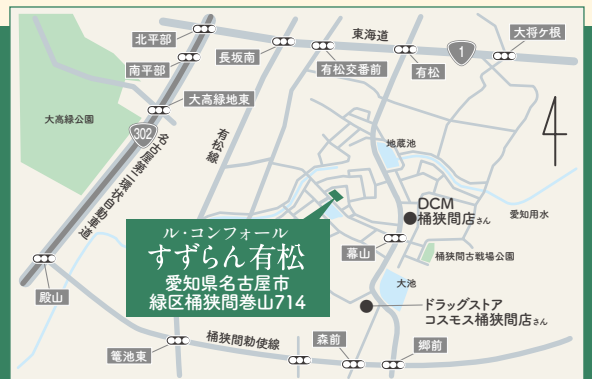 北平部
東海道
大将ヶ根
長坂南
1
南平部
有松交番前
有松
大高緑地東
大高緑公園
302
有松線
地蔵池
名古屋第二環状自動車道
DCM
桶狭間店さん
愛知用水
ル・コンフォール
すずらん有松
愛知県名古屋市
緑区桶狭間巻山714
幕山
桶狭間古戦場公園
大池
殿山
ドラッグストア
コスモス桶狭間店さん
桶狭間勅使線
森前
郷前
篭池東